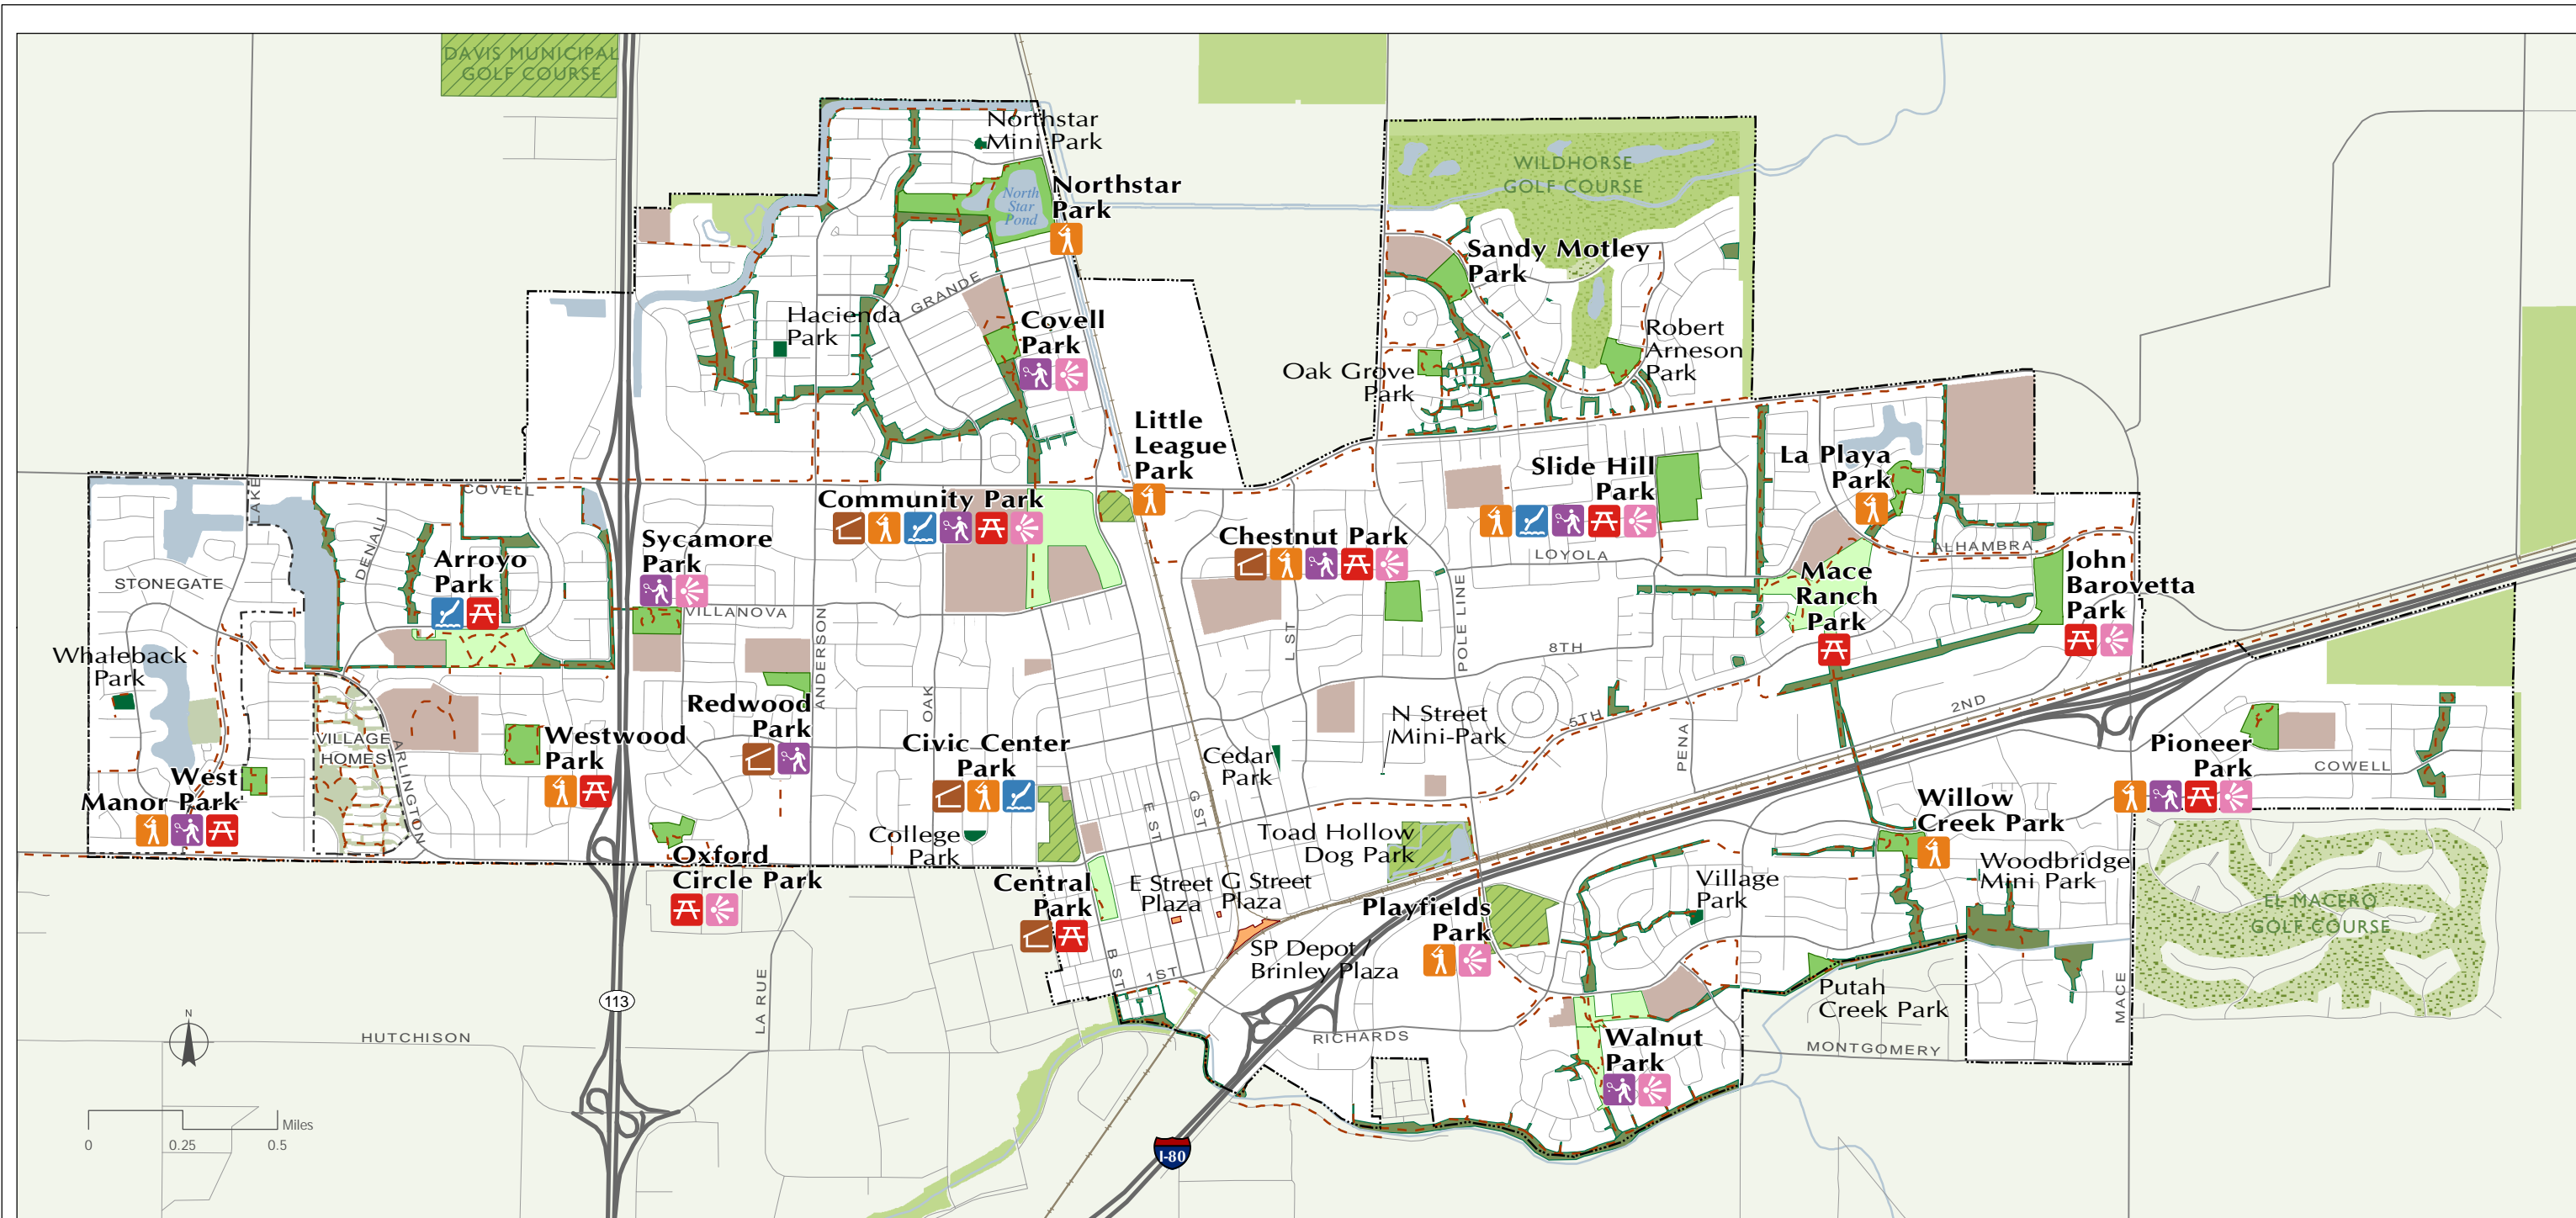 DAVIS MUNICIPAL
GOLF COURSE
Northstar
Mini Park
North
Star
Pond
Northstar
Park
WILDHORSE
GOLF COURSE
Sandy Motley
Park
GRANDE
Hacienda
Park
Covell
Park
Robert
Arneson
Park
Oak Grove
Park
Little
League
Park
La Playa
Park
Slide Hill
Park
LAKE
COVELL
Community Park
DENALI
Sycamore
Park
Chestnut Park
LOYOLA
ALHAMBRA
Arroyo
Park
John
Barovetta
Park
STONEGATE
Mace
Ranch
Park
VILLANOVA
ANDERSON
L ST
POLE LINE
8TH
Whaleback
Park
OAK
Redwood
Park
2ND
5TH
N Street
Mini-Park
PENA
VILLAGE
HOMES
ARLINGTON
Westwood
Park
Civic Center
Park
Cedar
Park
Pioneer
Park
COWELL
West
Manor Park
E ST
G ST
Willow
Creek Park
College
Park
Toad Hollow
Dog Park
Oxford
Circle Park
Woodbridge
Mini Park
Central
Park
E Street
Plaza
G Street
Plaza
Village
Park
EL MACERO
GOLF COURSE
Playfields
Park
SP Depot/
Brinley Plaza
B ST
1ST
LA RUE
113
Putah
Creek Park
MACE
N
HUTCHISON
RICHARDS
Walnut
Park
MONTGOMERY
Miles
0
0.25
0.5
I-80